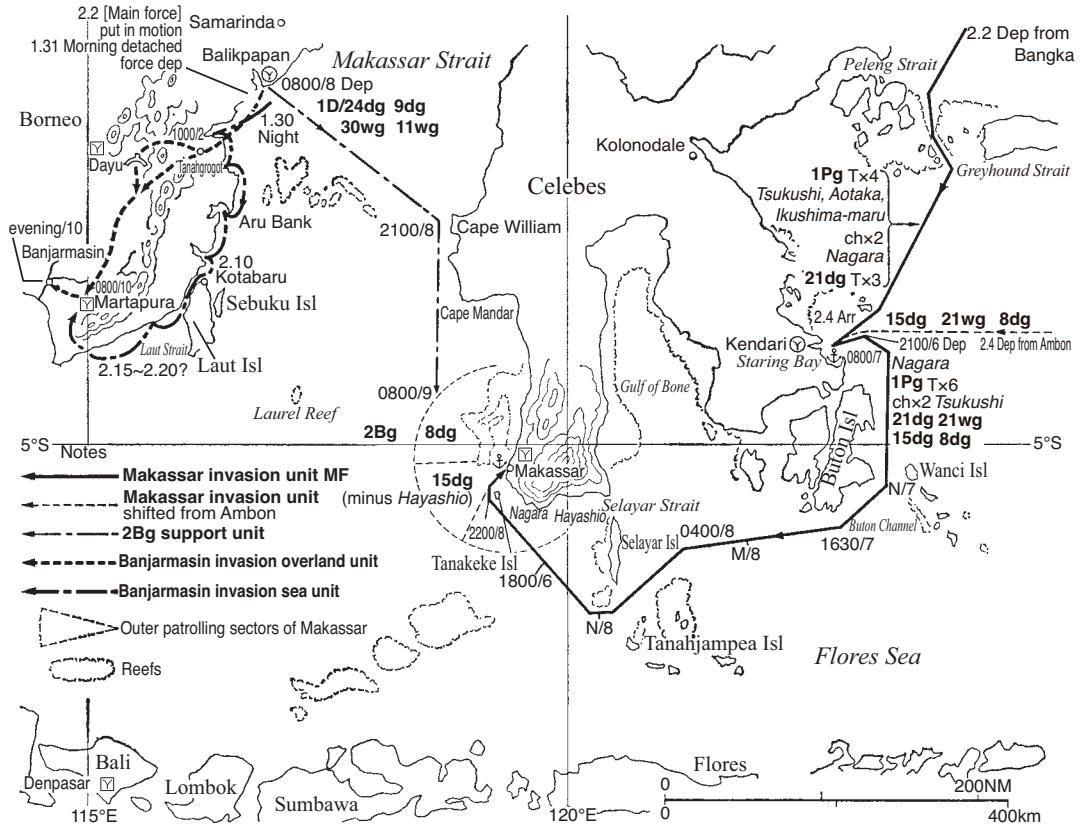 2.2 [Main force]
put in motion
1.31 Morning detached
force dep
Samarinda
Balikpapan
Makassar Strait
0800/8 Dep
1D/24dg 9dg
30wg 11wg
1.30
Night
Borneo
1000/2
Dayu
Tanahgrogot
Aru Bank
evening/10
Banjarmasin
2.10
Kotabaru
0800/10
Martapura
Sebuku Isl
Laut Strait
Laut Isl
2.15~2.20?
Laurel Reef
2100/8
Cape William
Celebes
Cape Mandar
0800/9
2Bg 8dg
15dg
(minus Hayashio)
Makassar
Nagara
Hayashio
2200/8
Tanakeke Isl
1800/6
Gulf of Bone
Selayar Strait
Selayar Isl
N/8
0400/8
M/8
1630/7
Buton Channel
N/7
Wanci Isl
Buton Isl
Tanahjampea Isl
Flores Sea
2.2 Dep from
Bangka
Peleng Strait
Greyhound Strait
Kolonodale
1Pg T×4
Tsukushi, Aotaka,
Ikushima-maru
ch×2
Nagara
21dg T×3
2.4 Arr
15dg 21wg 8dg
2100/6 Dep
2.4 Dep from Ambon
Kendari
Staring Bay
0800/7
Nagara
1Pg T×6
ch×2 Tsukushi
21dg 21wg
15dg 8dg
5°S
5°S
Notes
Makassar invasion unit MF
Makassar invasion unit
shifted from Ambon
2Bg support unit
Banjarmasin invasion overland unit
Banjarmasin invasion sea unit
Outer patrolling sectors of Makassar
Reefs
Bali
Denpasar
Lombok
Sumbawa
Flores
115°E
120°E
0
200NM
0
400km